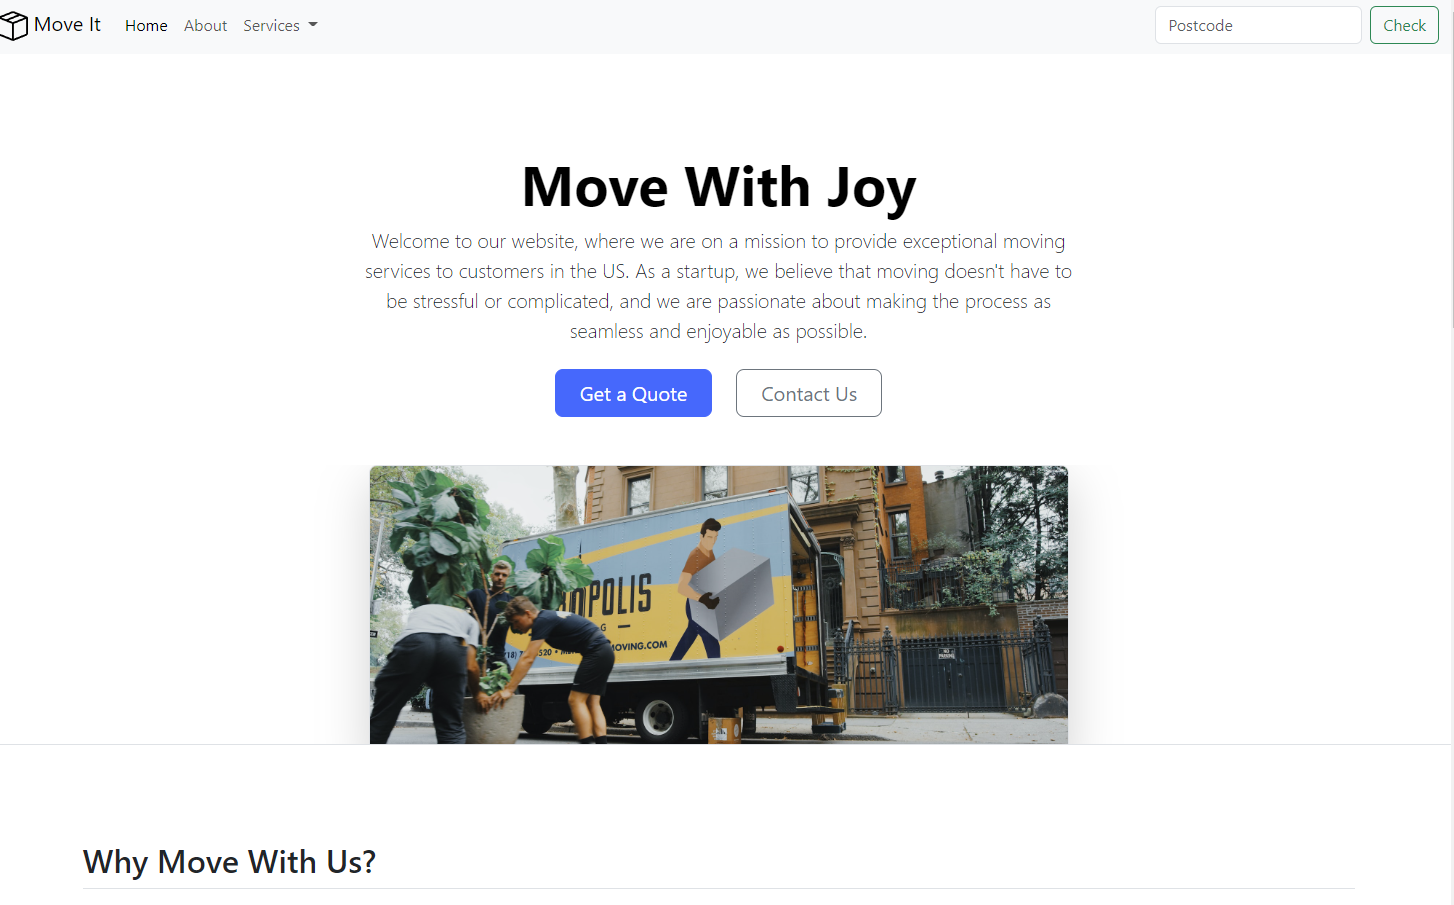 Move It
Home
About
Services
Postcode
Check
Move With Joy
Welcome to our website, where we are on a mission to provide exceptional moving
services to customers in the US. As a startup, we believe that moving doesn't have to
be stressful or complicated, and we are passionate about making the process as
seamless and enjoyable as possible.
Get a Quote
Contact Us
POLIS
G
OVING.COM
NO
PARKING
Why Move With Us?